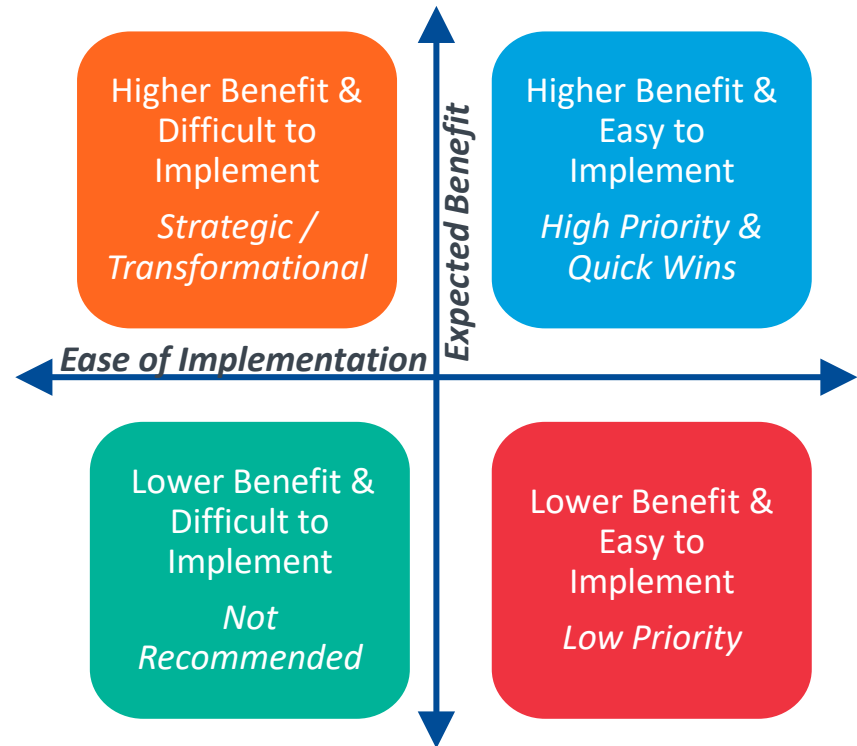 Higher Benefit &
Difficult to
Implement
Strategic /
Transformational
Higher Benefit &
Easy to
Implement
High Priority &
Quick Wins
Expected Benefit
Ease of Implementation
Lower Benefit &
Difficult to
Implement
Not
Recommended
Lower Benefit &
Easy to
Implement
Low Priority